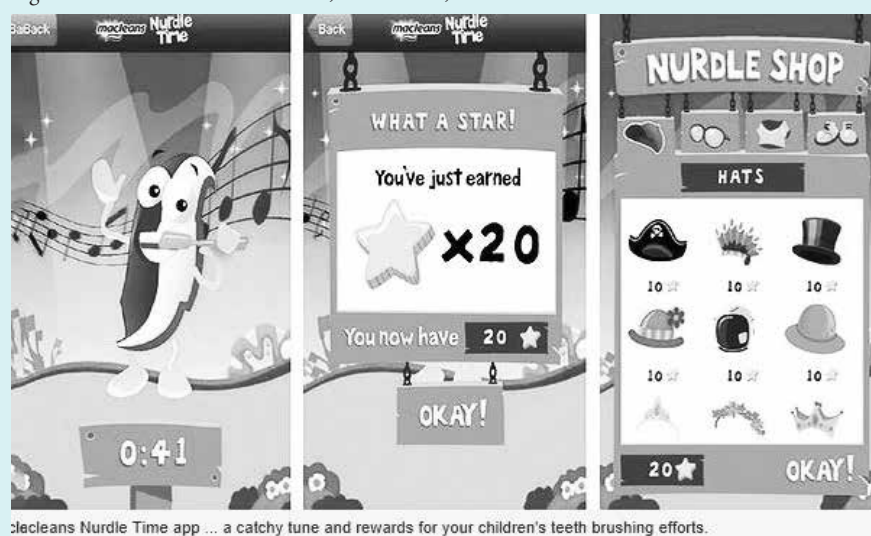 BaBack
macleans Nurdle Time
0:41
Back
macleans Nurdle Time
WHAT A STAR!
You've just earned
×20
You now have 20
OKAY!
NURDLE SHOP
HATS
10 10 10
10 10 10
20
OKAY!
clecleans Nurdle Time app ... a catchy tune and rewards for your children's teeth brushing efforts.